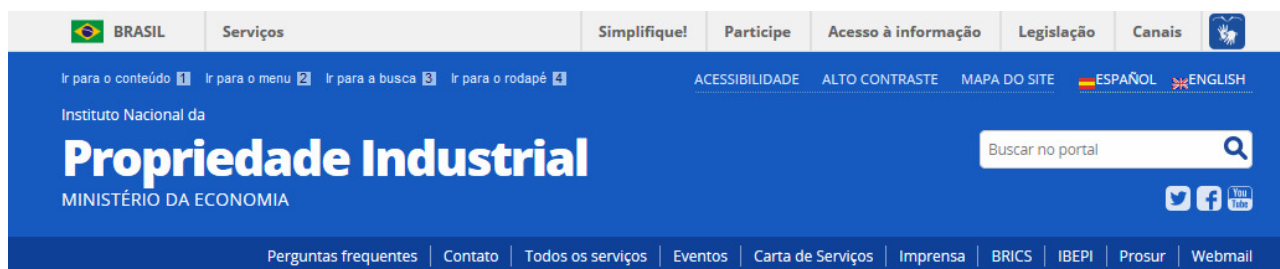 BRASIL Serviços Simplifique! Participe Acesso à informação Legislação Canais
Ir para o conteúdo 1 Ir para o menu 2 Ir para a busca 3 Ir para o rodapé 4 ACESSIBILIDADE ALTO CONTRASTE MAPA DO SITE ESPAÑOL ENGLISH
Instituto Nacional da
Propriedade Industrial
Buscar no portal
MINISTÉRIO DA ECONOMIA
You Tube
Perguntas frequentes Contato Todos os serviços Eventos Carta de Serviços Imprensa BRICS IBEPI Prosur Webmail